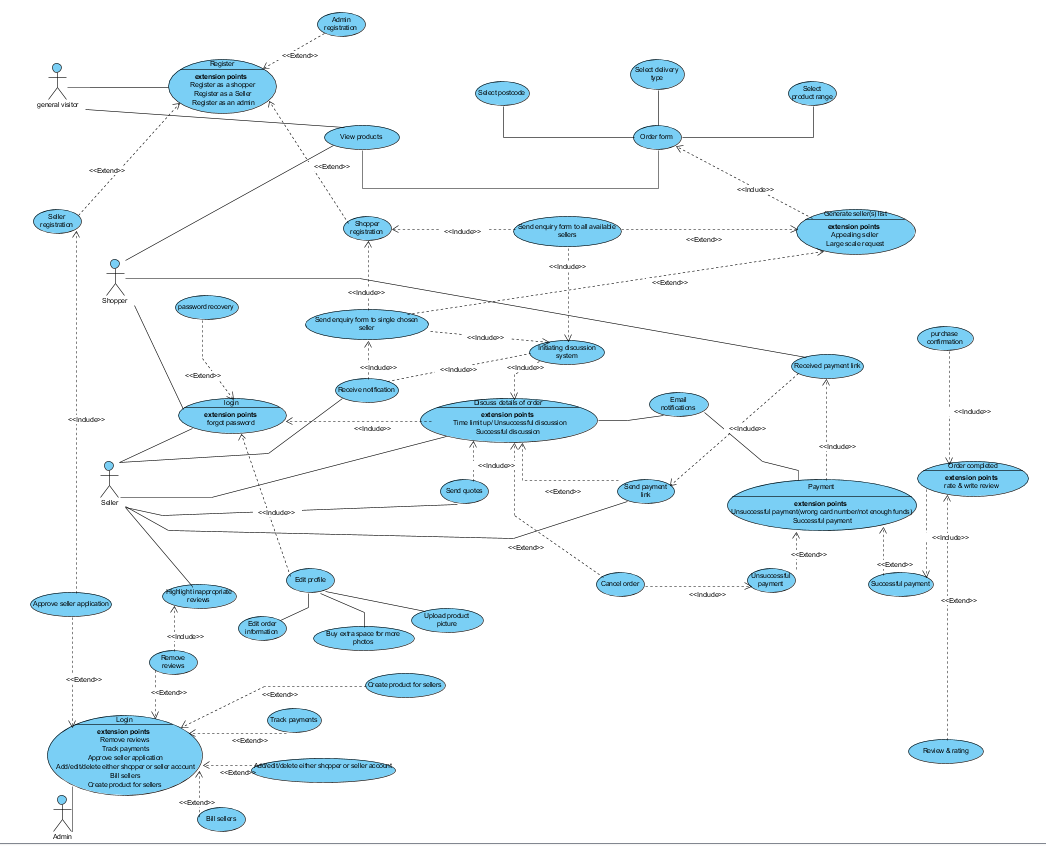 Admin
registration
<<Extend>>
Register
extension points
Register as a shopper
Register as a Seller
Register as an admin
general visitor
Select delivery
type
Select postcode
Select
product range
View products
Order form
<<Extend>>
<<Extend>>
<<Include>>
Seller
registration
Shopper
registration
<<Include>>
Send enquiry form to all available
sellers
<<Extend>>
Generate seller(s) list
extension points
Appealing seller
Large scale request
<<Include>>
<<Extend>>
Shopper
<<Include>>
password recovery
Send enquiry form to single chosen
seller
<<Include>>
Initiating discussion
system
purchase
confirmation
<<Extend>>
<<Include>>
<<Include>>
<<Include>>
Received payment link
Receive notification
login
extension points
forgot password
<<Include>>
Discuss details of order
extension points
Time limit up/ Unsuccessful discussion
Successful discussion
Email
notifications
<<Include>>
<<Include>>
<<Include>>
<<Include>>
<<Include>>
Order completed
extension points
rate & write review
Seller
Send quotes
<<Extend>>
Send payment
link
Payment
extension points
Unsuccessful payment(wrong card number/not enough funds)
Successful payment
<<Include>>
<<Extend>>
<<Include>>
<<Extend>>
<<Extend>>
Edit profile
Cancel order
<<Include>>
Unsuccessful
payment
Successful payment
<<Extend>>
Approve seller application
Highlight inappropriate
reviews
Edit order
information
Buy extra space for more
photos
Upload product
picture
<<Include>>
Remove
reviews
<<Extend>>
<<Extend>>
Create product for sellers
<<Extend>>
Track payments
<<Extend>>
Login
extension points
Remove reviews
Track payments
Approve seller application
Add/edit/delete either shopper or seller account
Bill sellers
Create product for sellers
<<Extend>>
Add/edit/delete either shopper or seller account
Review & rating
<<Extend>>
Bill sellers
Admin